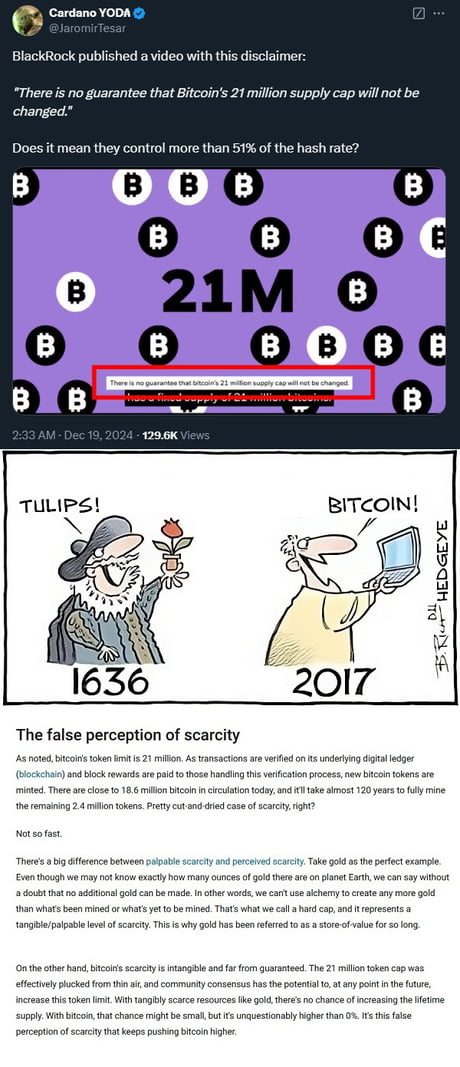 Cardano YODA
@JaromirTesar
BlackRock published a video with this disclaimer:
"There is no guarantee that Bitcoin's 21 million supply cap will not be
changed."
Does it mean they control more than 51% of the hash rate?
21M
There is no guarantee that bitcoin's 21 million supply cap will not be changed.
has a fixed supply of 21 million bitcoins.
2:33 AM · Dec 19, 2024 · 129.6K Views
TULIPS!
BITCOIN!
1636
2017
HEDGEYE
The false perception of scarcity
As noted, bitcoin's token limit is 21 million. As transactions are verified on its underlying digital ledger
(blockchain) and block rewards are paid to those handling this verification process, new bitcoin tokens are
minted. There are close to 18.6 million bitcoin in circulation today, and it'll take almost 120 years to fully mine
the remaining 2.4 million tokens. Pretty cut-and-dried case of scarcity, right?
Not so fast.
There's a big difference between palpable scarcity and perceived scarcity. Take gold as the perfect example.
Even though we may not know exactly how many ounces of gold there are on planet Earth, we can say without
a doubt that no additional gold can be made. In other words, we can't use alchemy to create any more gold
than what's been mined or what's yet to be mined. That's what we call a hard cap, and it represents a
tangible/palpable level of scarcity. This is why gold has been referred to as a store-of-value for so long.
On the other hand, bitcoin's scarcity is intangible and far from guaranteed. The 21 million token cap was
effectively plucked from thin air, and community consensus has the potential to, at any point in the future,
increase this token limit. With tangibly scarce resources like gold, there's no chance of increasing the lifetime
supply. With bitcoin, that chance might be small, but it's unquestionably higher than 0%. It's this false
perception of scarcity that keeps pushing bitcoin higher.